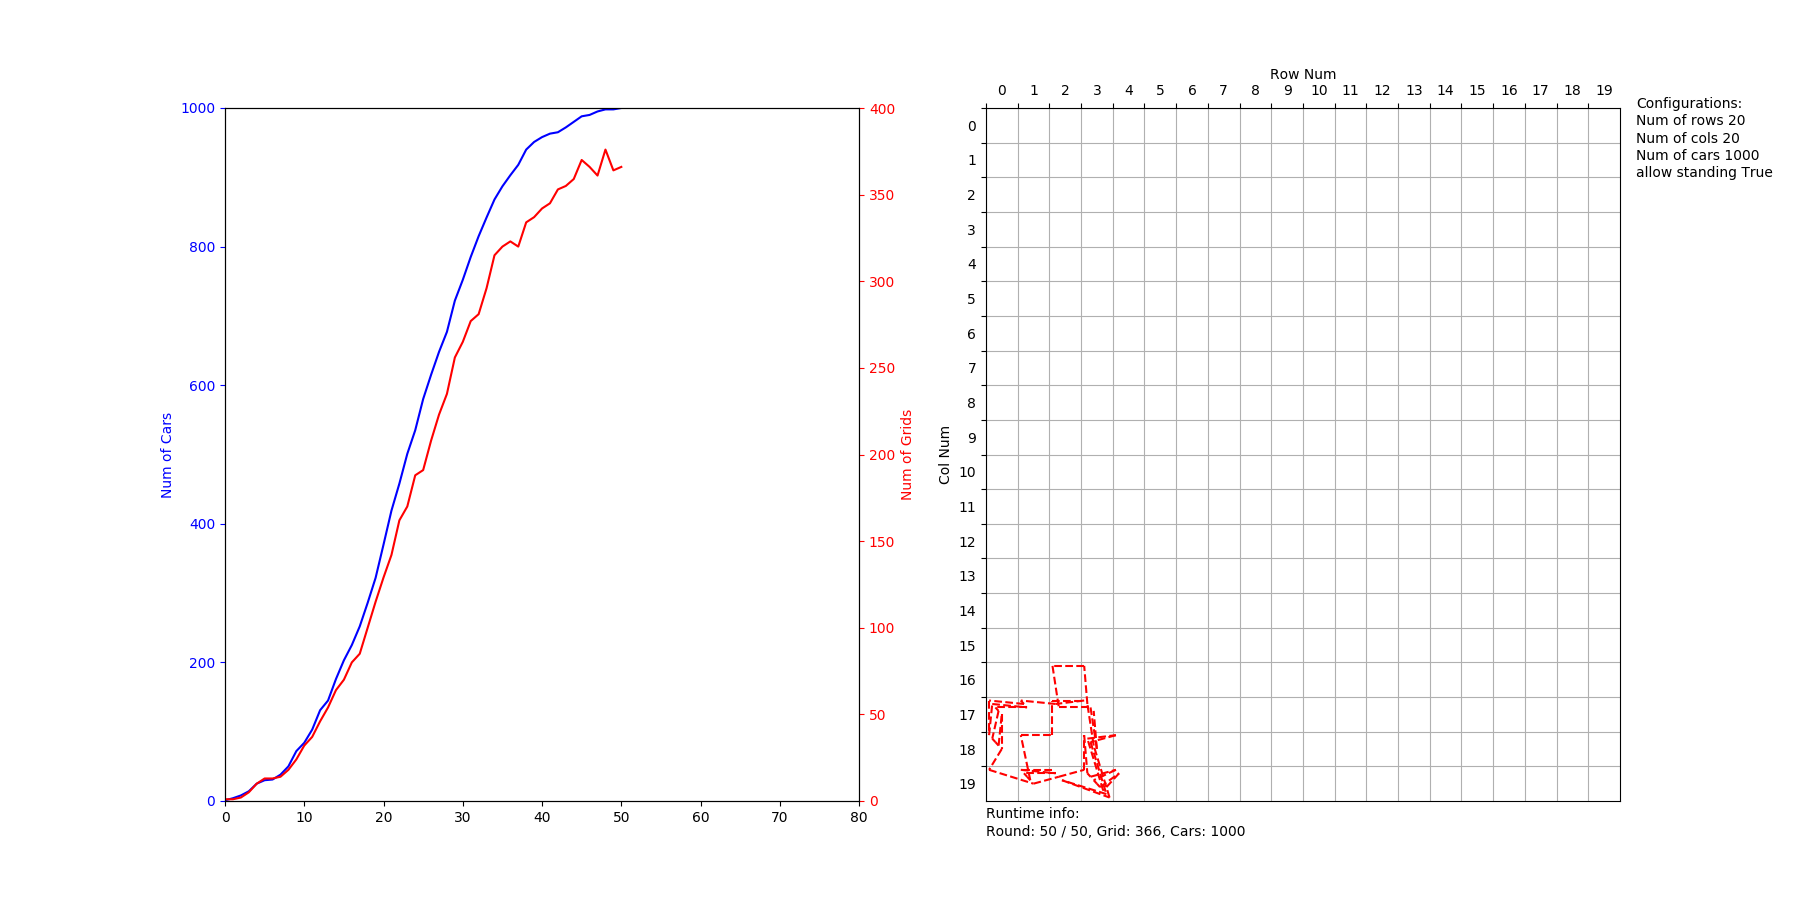 1000
800
600
400
200
0
Num of Cars
0 10 20 30 40 50 60 70 80
400
350
300
250
200
150
100
50
0
Num of Grids
Row Num
0 1 2 3 4 5 6 7 8 9 10 11 12 13 14 15 16 17 18 19
Col Num
0
1
2
3
4
5
6
7
8
9
10
11
12
13
14
15
16
17
18
19
Configurations:
Num of rows 20
Num of cols 20
Num of cars 1000
allow standing True
Runtime info:
Round: 50 / 50, Grid: 366, Cars: 1000